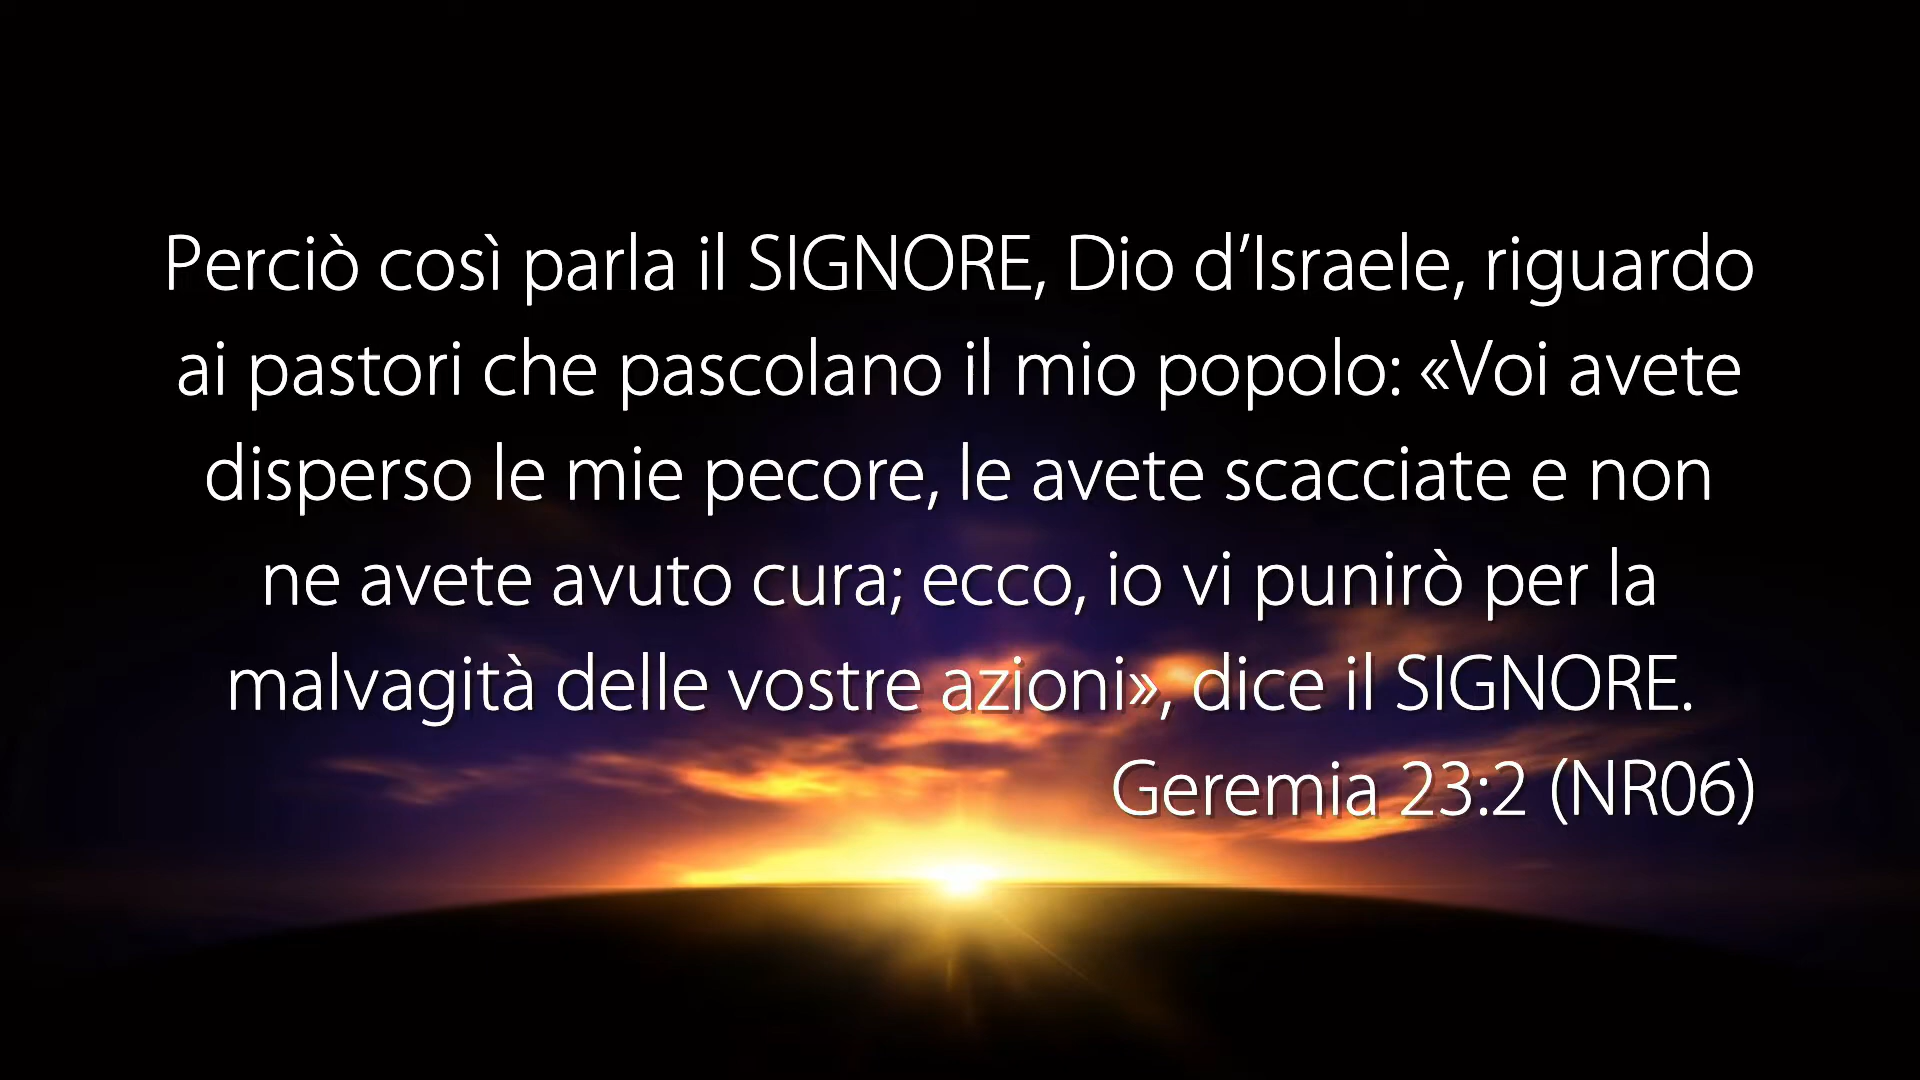 Perciò così parla il SIGNORE, Dio d’Israele, riguardo
ai pastori che pascolano il mio popolo: «Voi avete
disperso le mie pecore, le avete scacciate e non
ne avete avuto cura; ecco, io vi punirò per la
malvagità delle vostre azioni», dice il SIGNORE.
Geremia 23:2 (NR06)